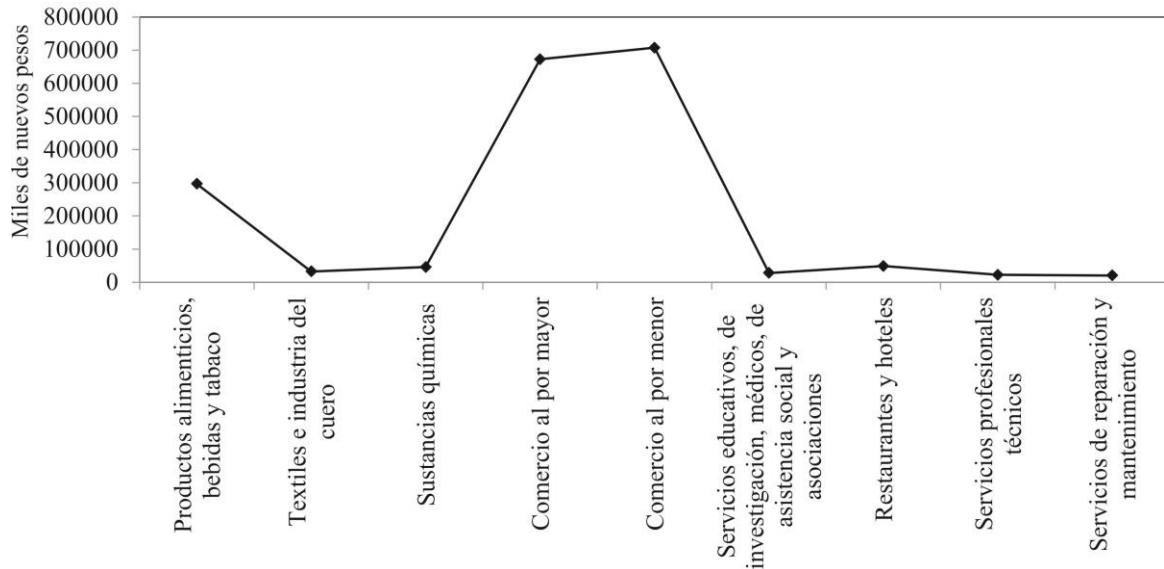 Miles de nuevos pesos
800000
700000
600000
500000
400000
300000
200000
100000
0
Productos alimenticios,
bebidas y tabaco
Textiles e industria del
cuero
Sustancias químicas
Comercio al por mayor
Comercio al por menor
Servicios educativos, de
investigación, médicos, de
asistencia social y
asociaciones
Restaurantes y hoteles
Servicios profesionales
técnicos
Servicios de reparación y
mantenimiento